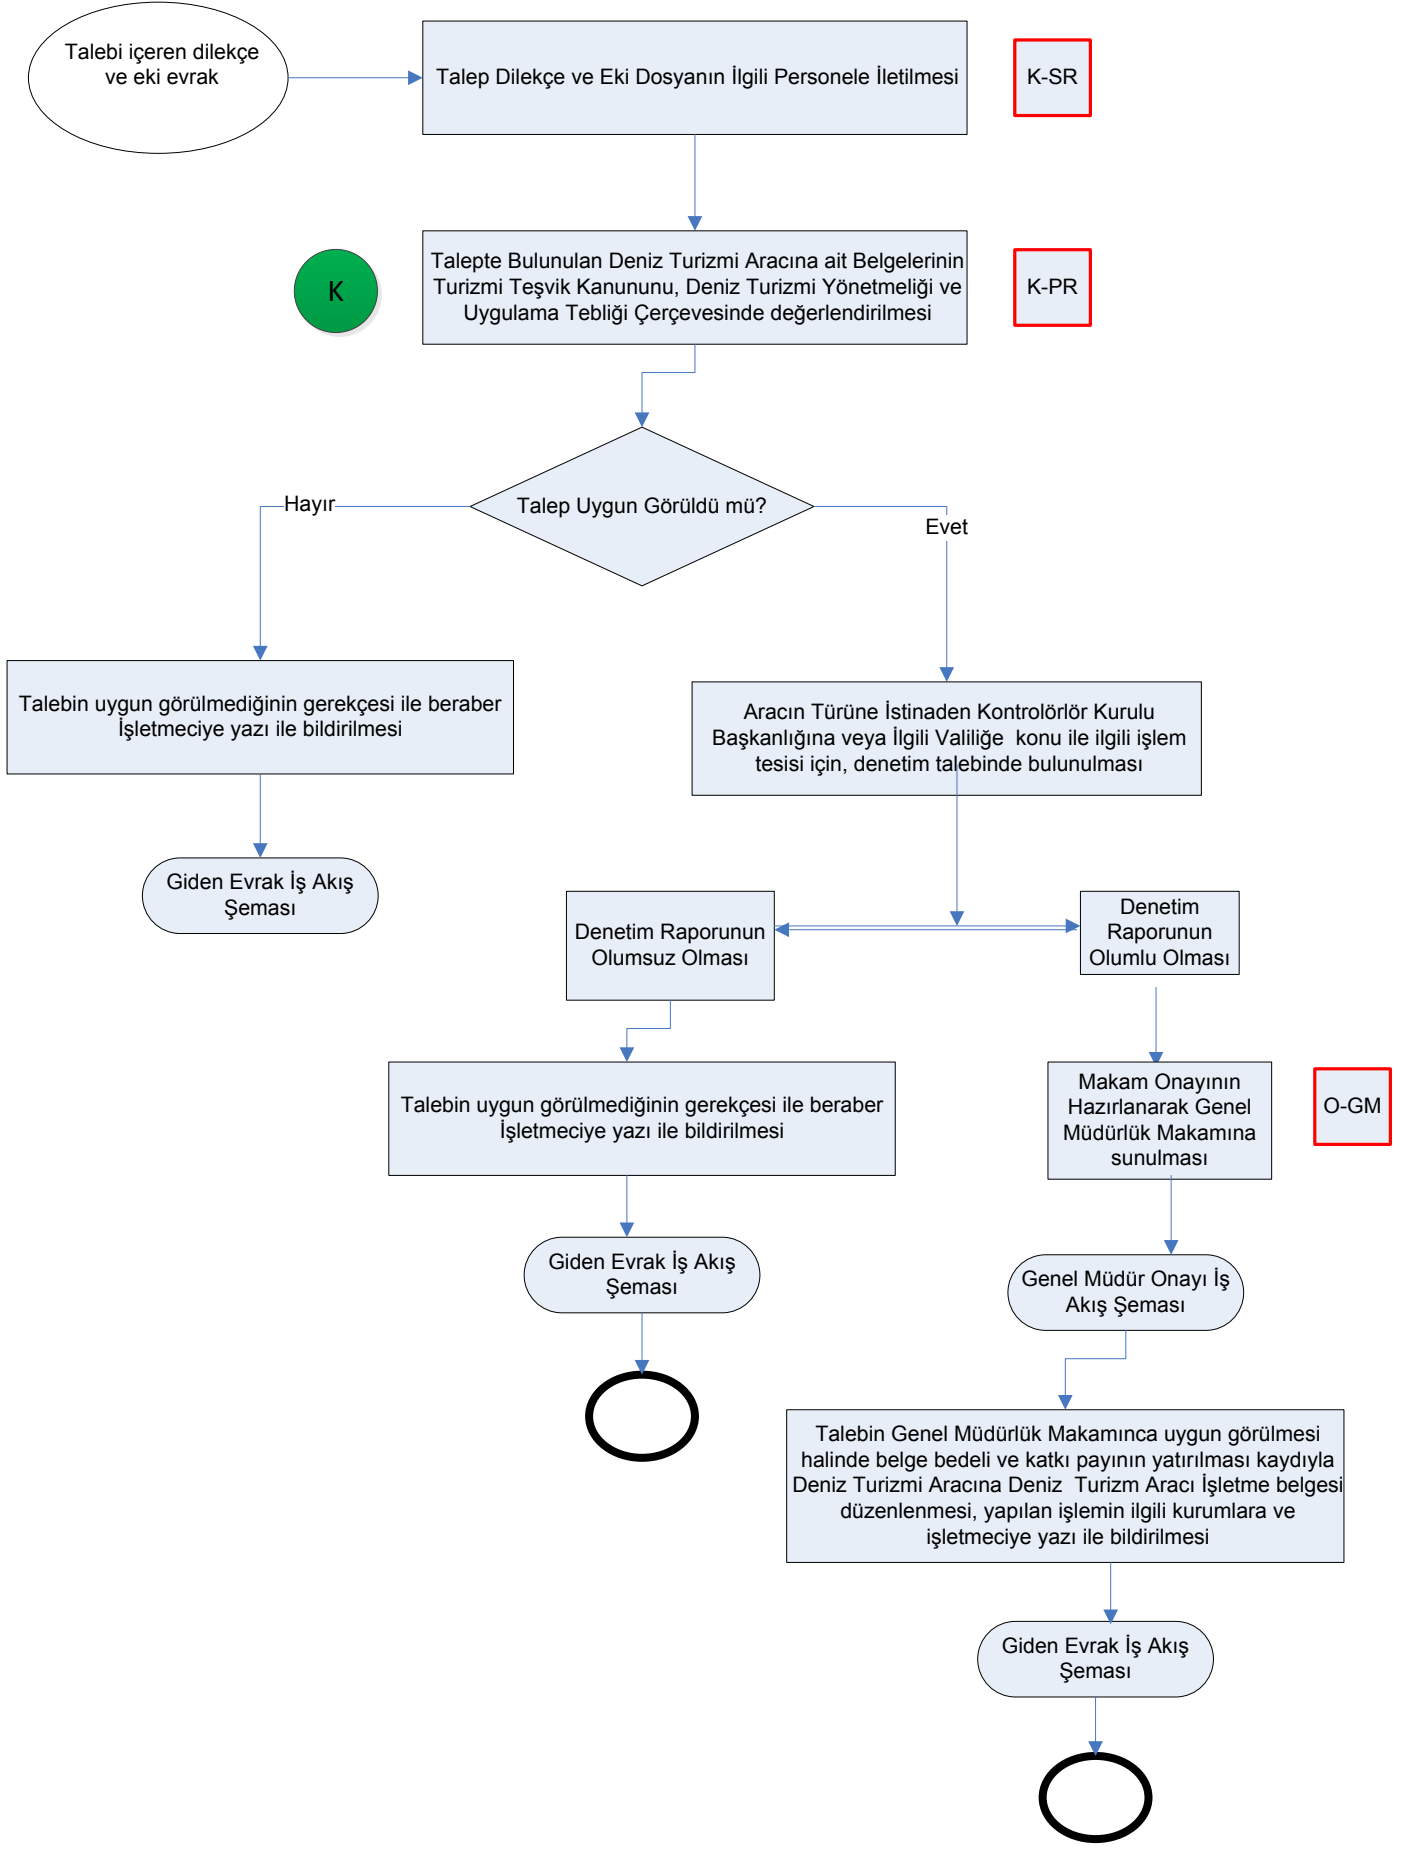 Talebi içeren dilekçe
ve eki evrak
Talep Dilekçe ve Eki Dosyanın İlgili Personele İletilmesi
K-SR
K
Talepte Bulunulan Deniz Turizmi Aracına ait Belgelerinin
Turizmi Teşvik Kanununu, Deniz Turizmi Yönetmeliği ve
Uygulama Tebliği Çerçevesinde değerlendirilmesi
K-PR
Talep Uygun Görüldü mü?
Hayır
Evet
Talebin uygun görülmediğinin gerekçesi ile beraber
İşletmeciye yazı ile bildirilmesi
Aracın Türüne İstinaden Kontrolörlör Kurulu
Başkanlığına veya İlgili Valiliğe konu ile ilgili işlem
tesisi için, denetim talebinde bulunulması
Giden Evrak İş Akış
Şeması
Denetim Raporunun
Olumsuz Olması
Denetim
Raporunun
Olumlu Olması
Talebin uygun görülmediğinin gerekçesi ile beraber
İşletmeciye yazı ile bildirilmesi
Makam Onayının
Hazırlanarak Genel
Müdürlük Makamına
sunulması
O-GM
Giden Evrak İş Akış
Şeması
Genel Müdür Onayı İş
Akış Şeması
Talebin Genel Müdürlük Makamınca uygun görülmesi
halinde belge bedeli ve katkı payının yatırılması kaydıyla
Deniz Turizmi Aracına Deniz Turizm Aracı İşletme belgesi
düzenlenmesi, yapılan işlemin ilgili kurumlara ve
işletmeciye yazı ile bildirilmesi
Giden Evrak İş Akış
Şeması